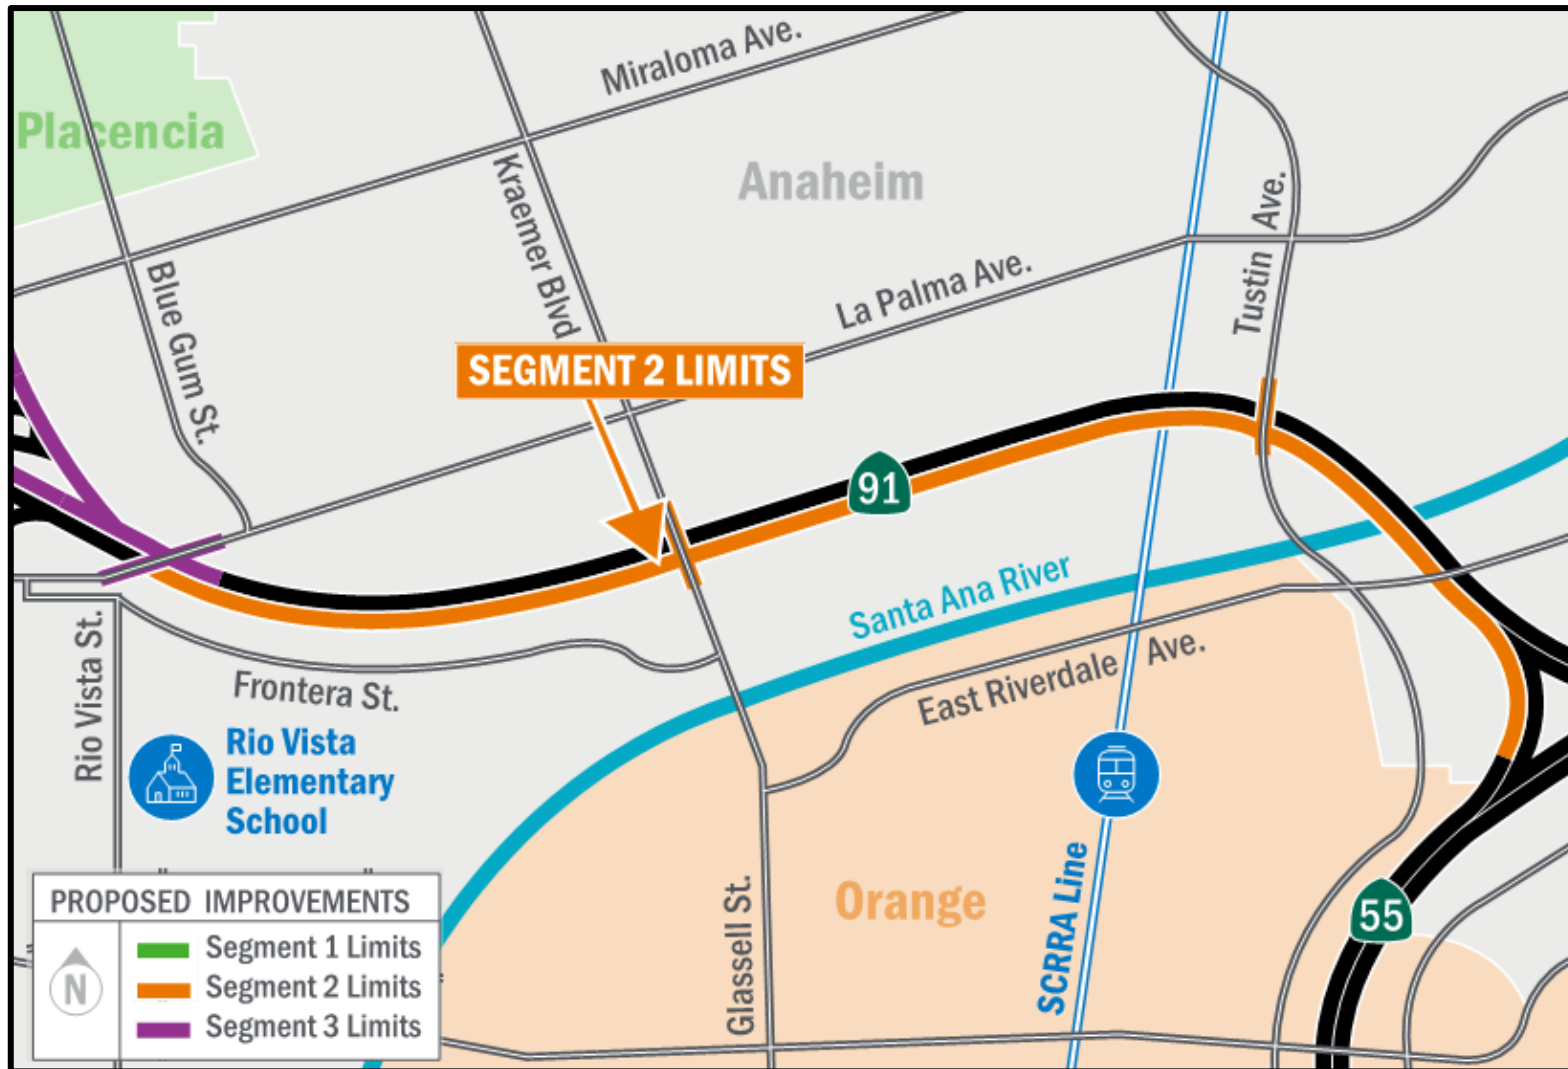 Miraloma Ave.
Placencia
Anaheim
Kraemer Blvd
Tustin Ave.
Blue Gum St.
La Palma Ave.
SEGMENT 2 LIMITS
91
Santa Ana River
East Riverdale Ave.
Rio Vista St.
Frontera St.
Rio Vista
Elementary
School
Orange
SCRRA Line
Glassell St.
55
PROPOSED IMPROVEMENTS
N
Segment 1 Limits
Segment 2 Limits
Segment 3 Limits